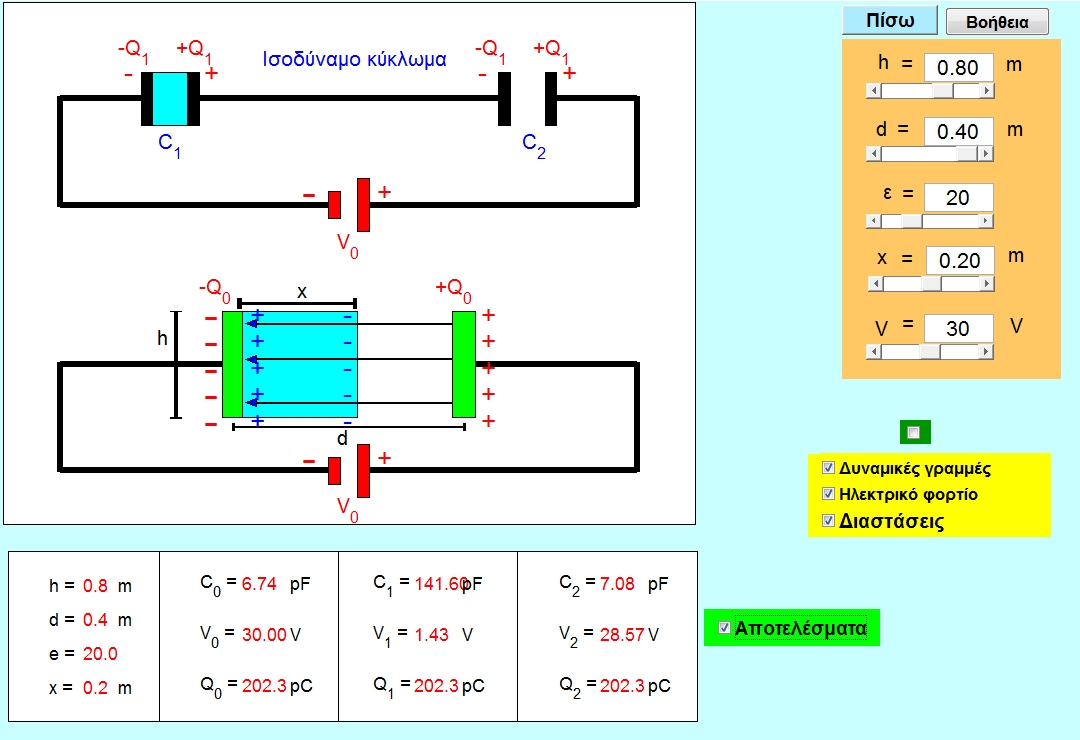 -Q1 +Q1
- +
Ισοδύναμο κύκλωμα
-Q1 +Q1
- +
C1
C2
- +
V0
-Q0 x +Q0
h
d
- +
V0
Πίσω Βοήθεια
h = 0.80 m
d = 0.40 m
ε = 20
x = 0.20 m
V = 30 V
Δυναμικές γραμμές
Ηλεκτρικό φορτίο
Διαστάσεις
Αποτελέσματα
h = 0.8 m
d = 0.4 m
e = 20.0
x = 0.2 m
C0 = 6.74 pF
V0 = 30.00 V
Q0 = 202.3 pC
C1 = 141.60 pF
V1 = 1.43 V
Q1 = 202.3 pC
C2 = 7.08 pF
V2 = 28.57 V
Q2 = 202.3 pC